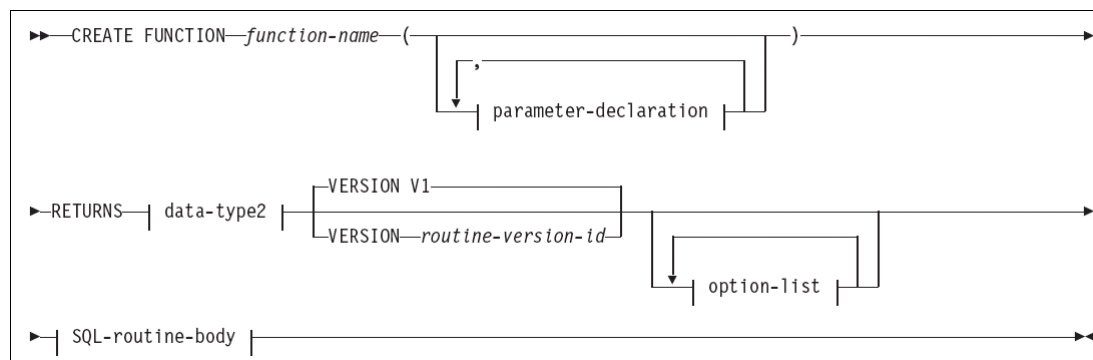 CREATE FUNCTION function-name ( )
,
parameter-declaration
RETURNS data-type2 VERSION V1
VERSION routine-version-id
option-list
SQL-routine-body